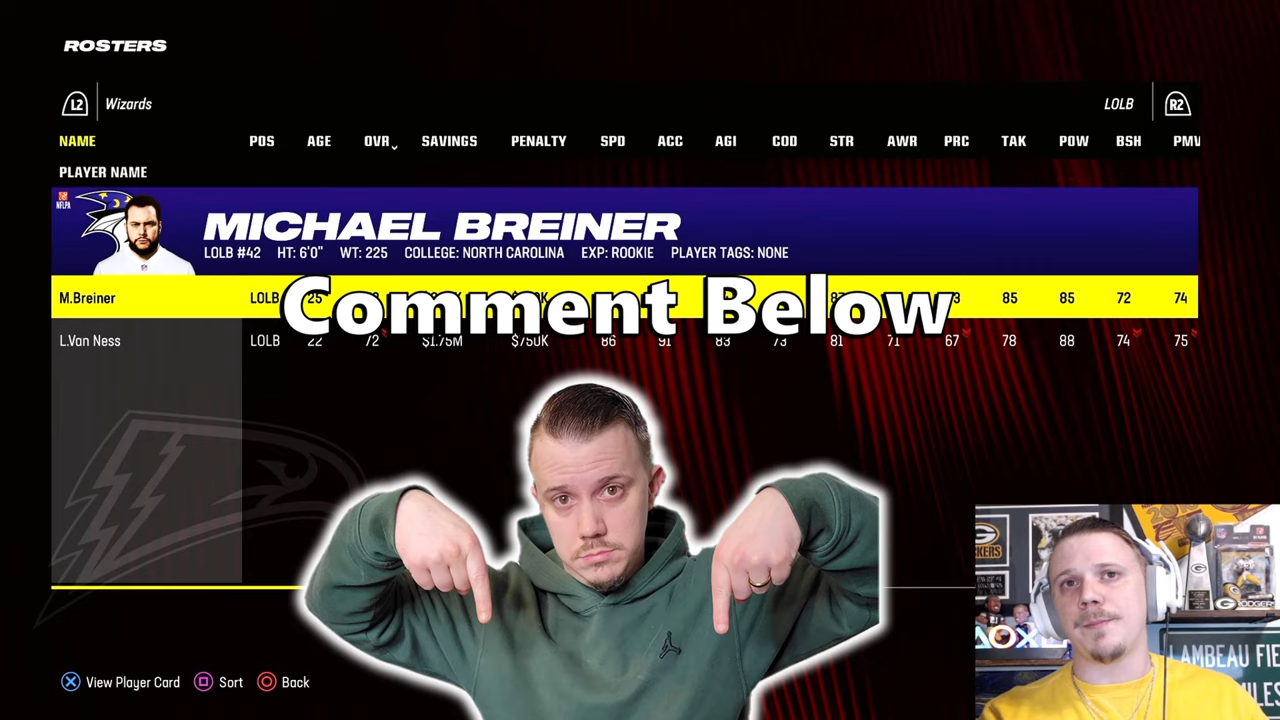 ROSTERS
L2 Wizards LOLB R2
NAME POS AGE OVR SAVINGS PENALTY SPD ACC AGI COD STR AWR PRC TAK POW BSH PMV
PLAYER NAME
NFLPA
MICHAEL BREINER
LOLB #42 HT: 6'0" WT: 225 COLLEGE: NORTH CAROLINA EXP: ROOKIE PLAYER TAGS: NONE
M.Breiner LOLB 25 85 85 72 74
Comment Below
L.Van Ness LOLB 22 72 $1.75M $750K 86 91 83 73 81 71 67 78 88 74 75
LAMBEAU FIE
MILES
View Player Card Sort Back